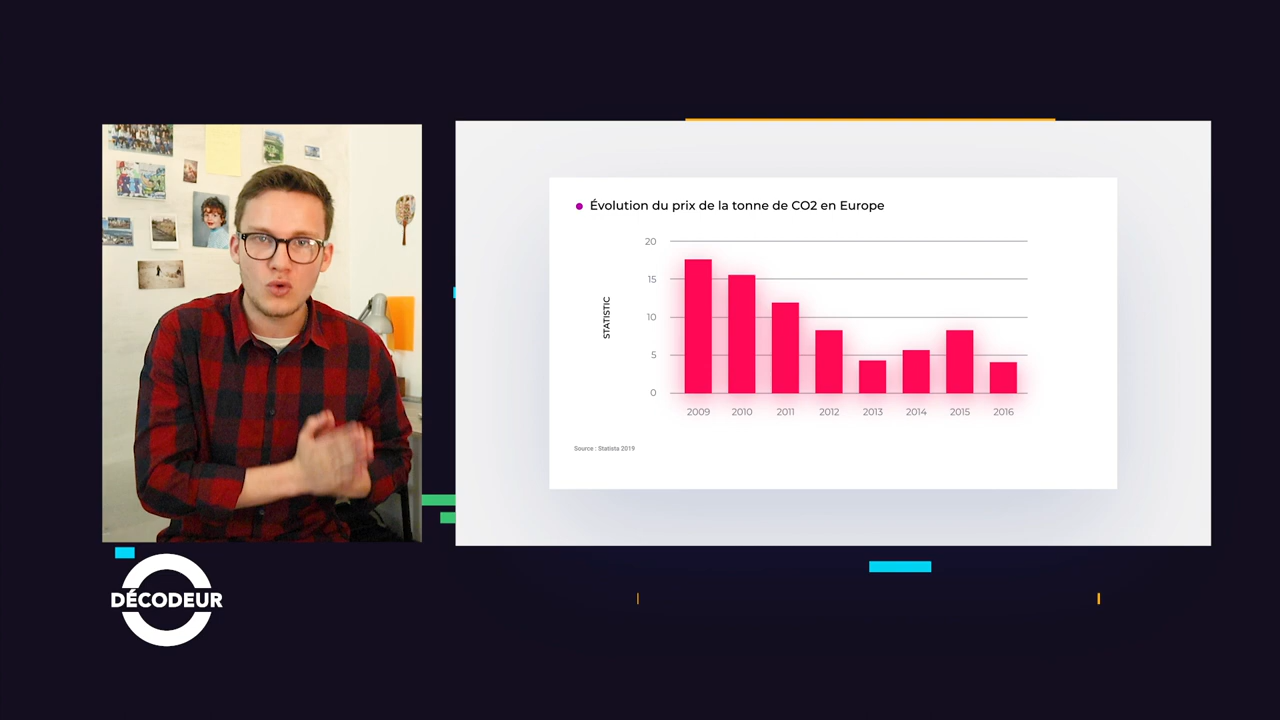 Évolution du prix de la tonne de CO2 en Europe
20
15
10
5
0
STATISTIC
2009 2010 2011 2012 2013 2014 2015 2016
Source : Statista 2019
DÉCODEUR